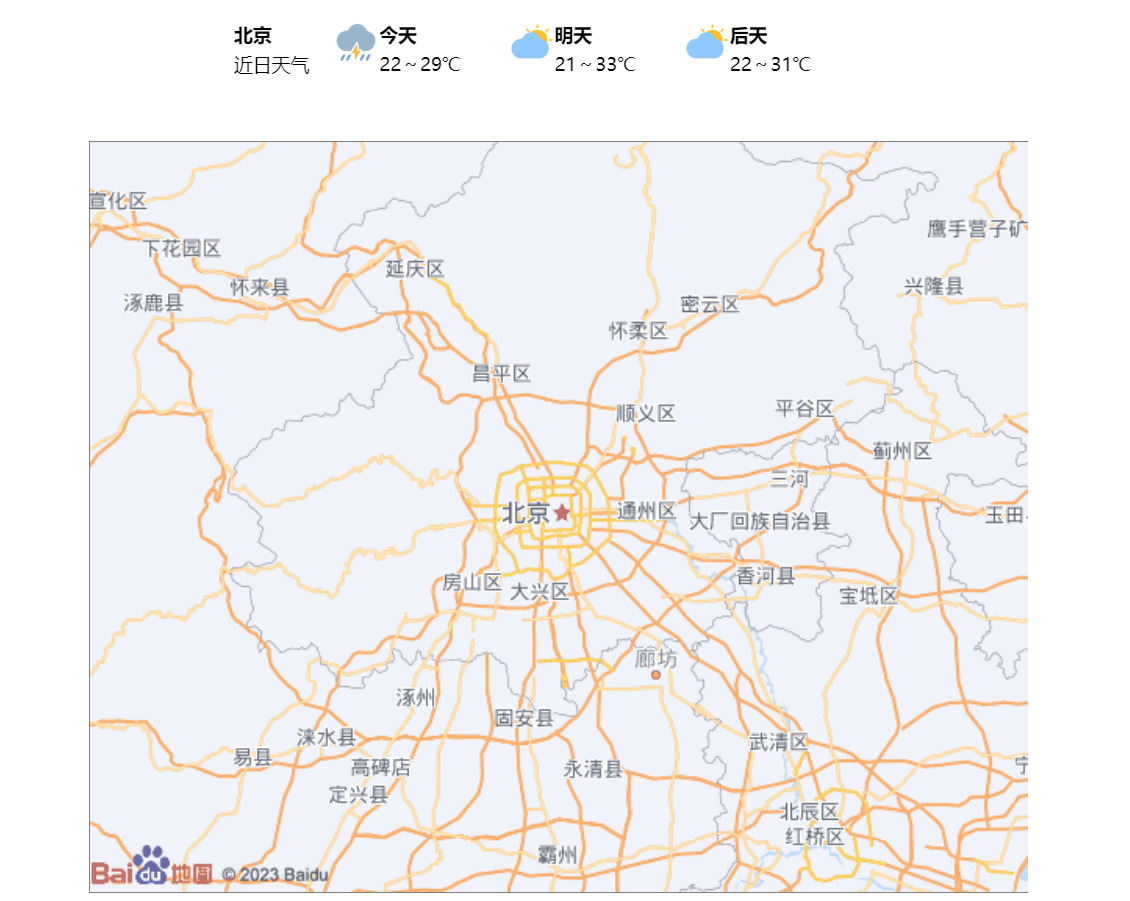 北京
近日天气
今天
22～29℃
明天
21～33℃
后天
22～31℃
宣化区
下花园区
鹰手营子矿
延庆区
怀来县
兴隆县
涿鹿县
密云区
怀柔区
昌平区
顺义区
平谷区
蓟州区
三河
北京
通州区
大厂回族自治县
玉田
香河县
房山区
大兴区
宝坻区
廊坊
涿州
固安县
涞水县
武清区
易县
高碑店
永清县
定兴县
北辰区
红桥区
霸州
Bai du 地图 © 2023 Baidu